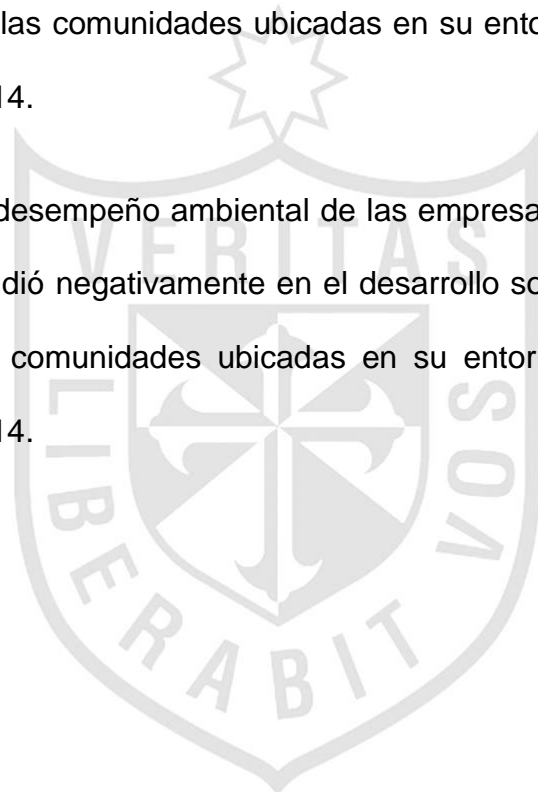 las comunidades ubicadas en su ento
14.
desempeño ambiental de las empresa
dió negativamente en el desarrollo so
comunidades ubicadas en su entor
14.
VERITAS
LIBERABIT
VOS